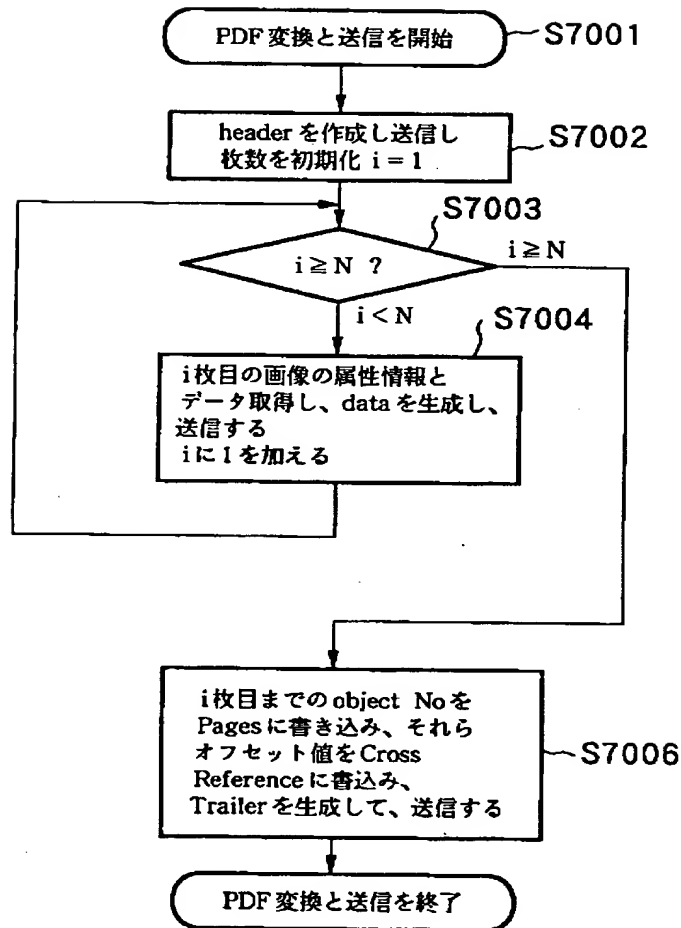 PDF変換と送信を開始
S7001
headerを作成し送信し
枚数を初期化 i = 1
S7002
S7003
i≧N ?
i≧N
i<N
S7004
i枚目の画像の属性情報と
データ取得し、dataを生成し、
送信する
iに1を加える
i枚目までのobject Noを
Pagesに書き込み、それら
オフセット値をCross
Referenceに書込み、
Trailerを生成して、送信する
S7006
PDF変換と送信を終了